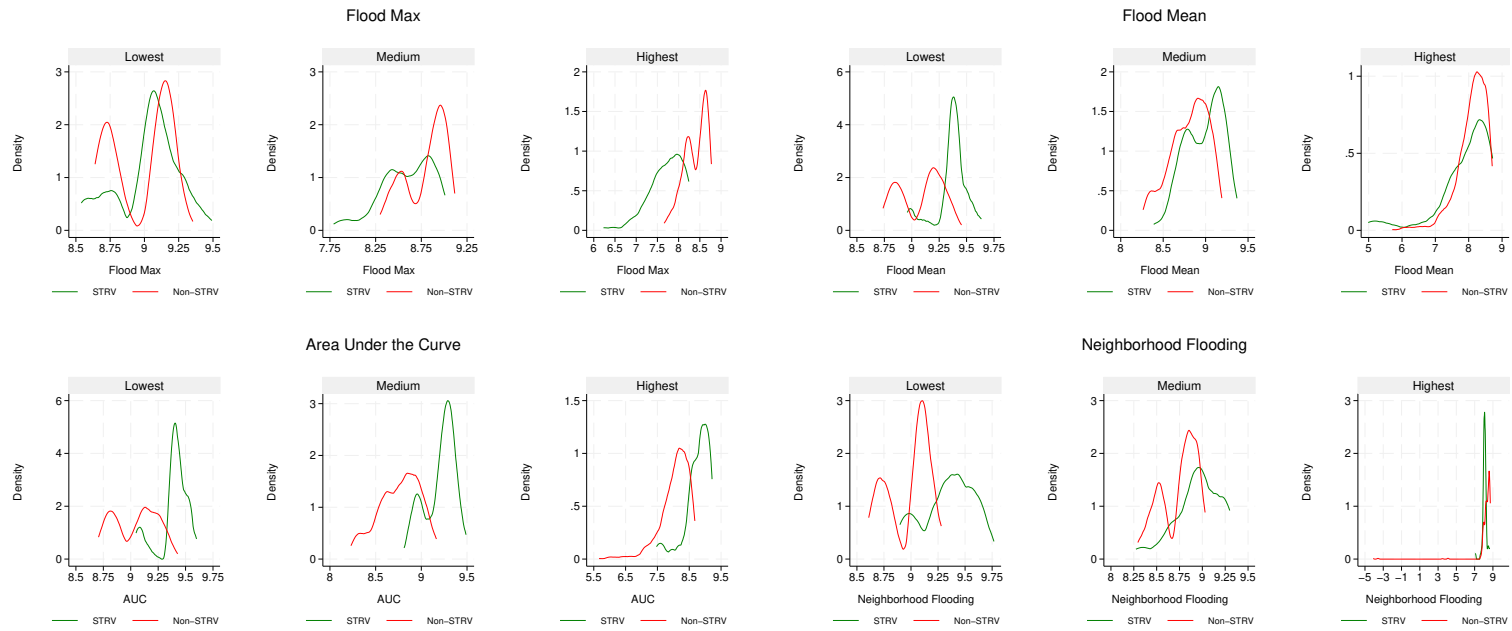 Flood Max
Lowest
Medium
Highest
Density
0
1
2
3
8.5 8.75 9 9.25 9.5
Flood Max
STRV Non−STRV
Density
0
1
2
3
7.75 8.25 8.75 9.25
Flood Max
STRV Non−STRV
Density
0
.5
1
1.5
2
6 6.5 7 7.5 8 8.5 9
Flood Max
STRV Non−STRV
Flood Mean
Lowest
Medium
Highest
Density
0
2
4
6
8.5 8.75 9 9.25 9.5 9.75
Flood Mean
STRV Non−STRV
Density
0
.5
1
1.5
2
8 8.5 9 9.5
Flood Mean
STRV Non−STRV
Density
0
.5
1
5 6 7 8 9
Flood Mean
STRV Non−STRV
Area Under the Curve
Lowest
Medium
Highest
Density
0
2
4
6
8.5 8.75 9 9.25 9.5 9.75
AUC
STRV Non−STRV
Density
0
1
2
3
8 8.5 9 9.5
AUC
STRV Non−STRV
Density
0
.5
1
1.5
5.5 6.5 7.5 8.5 9.5
AUC
STRV Non−STRV
Neighborhood Flooding
Lowest
Medium
Highest
Density
0
1
2
3
8.5 8.75 9 9.25 9.5 9.75
Neighborhood Flooding
STRV Non−STRV
Density
0
1
2
3
8 8.25 8.5 8.75 9 9.25 9.5
Neighborhood Flooding
STRV Non−STRV
Density
0
1
2
3
−5 −3 −1 1 3 5 7 9
Neighborhood Flooding
STRV Non−STRV